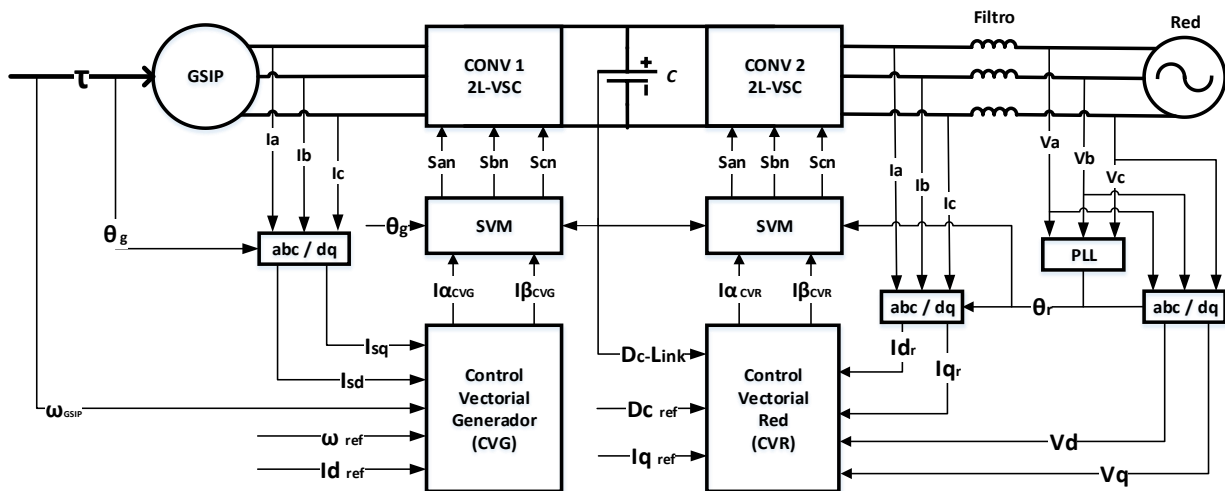 Filtro
Red
τ
GSIP
CONV 1
2L-VSC
+
C
CONV 2
2L-VSC
Ia
Ib
Ic
San
Sbn
Scn
San
Sbn
Scn
Ia
Ib
Ic
Va
Vb
Vc
θg
abc / dq
θg
SVM
SVM
PLL
IαCVG
IβCVG
Iα CVR
IβCVR
abc / dq
θr
abc / dq
Isq
Isd
ωGSIP
ω ref
Id ref
Control
Vectorial
Generador
(CVG)
Dc-Link
Dc ref
Iq ref
Control
Vectorial
Red
(CVR)
Idr
Iqr
Vd
Vq